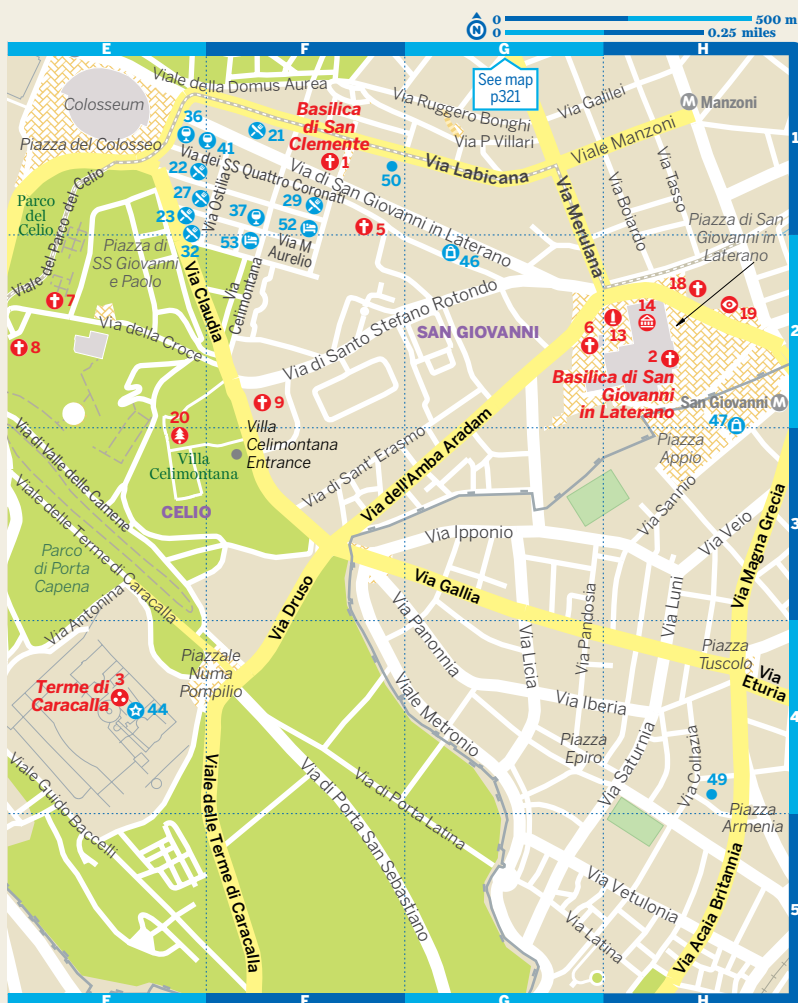 N
0
500 m
0
0.25 miles
E
F
G
H
See map
p321
Viale della Domus Aurea
Colosseum
Basilica
di San
Clemente
1
Via Ruggero Bonghi
Via Galilei
Via P Villari
M Manzoni
Viale Manzoni
1
36
41
21
Piazza del Colosseo
Via dei SS Quattro Coronati
Via di San Giovanni in Laterano
50
Via Labicana
22
27
23
32
Via Ostilia
37
29
52
53
5
Via M
Aurelio
46
Via Merulana
Via Boiardo
Via Tasso
Parco
del
Celio
Viale del Parco del Celio
Piazza di
SS Giovanni
e Paolo
Via Claudia
Via
Celimontana
Piazza di San
Giovanni in
Laterano
7
8
Via della Croce
Via di Santo Stefano Rotondo
SAN GIOVANNI
6
13
14
18
19
2
2
Basilica di San
Giovanni
in Laterano
San Giovanni M
47
Piazza
Appio
9
20
Villa
Celimontana
Villa
Celimontana
Entrance
CELIO
Via di Sant' Erasmo
Via dell'Amba Aradam
Via di Valle delle Camene
Viale delle Terme di Caracalla
Parco
di Porta
Capena
Via Antonina
Via Druso
Via Ipponio
Via Sannio
Via Veio
Via Magna Grecia
3
Via Gallia
Via Pannonia
Via Licia
Via Pandosia
Via Luni
Piazza
Tuscolo
Via
Eturia
Piazzale
Numa
Pompilio
Terme di
Caracalla
3
44
Viale Metronio
Via Iberia
Piazza
Epiro
Via Saturnia
Via Collazia
49
4
Piazza
Armenia
Viale Guido Baccelli
Viale delle Terme di Caracalla
Via di Porta San Sebastiano
Via di Porta Latina
Via Vetulonia
Via Latina
Via Acaia Britannia
5
E
F
G
H